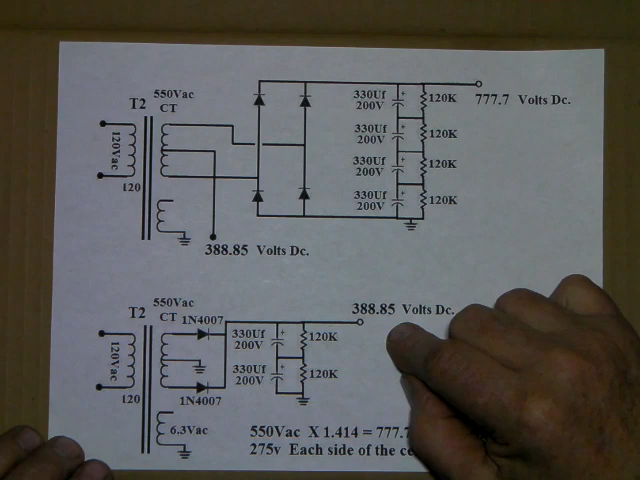 550Vac
T2 CT
120Vac
120
330Uf
200V
120K
330Uf
200V
120K
330Uf
200V
120K
330Uf
200V
120K
777.7 Volts Dc.
388.85 Volts Dc.
550Vac
T2 CT 1N4007
120Vac
120
1N4007
6.3Vac
330Uf
200V
120K
330Uf
200V
120K
388.85 Volts Dc.
550Vac X 1.414 = 777.7
275v Each side of the